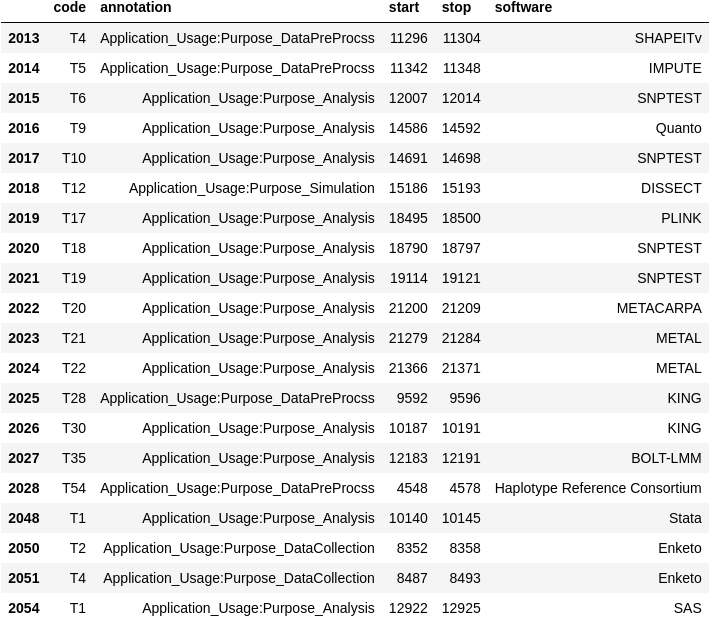 code annotation start stop software
2013 T4 Application_Usage:Purpose_DataPreProcss 11296 11304 SHAPEITv
2014 T5 Application_Usage:Purpose_DataPreProcss 11342 11348 IMPUTE
2015 T6 Application_Usage:Purpose_Analysis 12007 12014 SNPTEST
2016 T9 Application_Usage:Purpose_Analysis 14586 14592 Quanto
2017 T10 Application_Usage:Purpose_Analysis 14691 14698 SNPTEST
2018 T12 Application_Usage:Purpose_Simulation 15186 15193 DISSECT
2019 T17 Application_Usage:Purpose_Analysis 18495 18500 PLINK
2020 T18 Application_Usage:Purpose_Analysis 18790 18797 SNPTEST
2021 T19 Application_Usage:Purpose_Analysis 19114 19121 SNPTEST
2022 T20 Application_Usage:Purpose_Analysis 21200 21209 METACARPA
2023 T21 Application_Usage:Purpose_Analysis 21279 21284 METAL
2024 T22 Application_Usage:Purpose_Analysis 21366 21371 METAL
2025 T28 Application_Usage:Purpose_DataPreProcss 9592 9596 KING
2026 T30 Application_Usage:Purpose_Analysis 10187 10191 KING
2027 T35 Application_Usage:Purpose_Analysis 12183 12191 BOLT-LMM
2028 T54 Application_Usage:Purpose_DataPreProcss 4548 4578 Haplotype Reference Consortium
2048 T1 Application_Usage:Purpose_Analysis 10140 10145 Stata
2050 T2 Application_Usage:Purpose_DataCollection 8352 8358 Enketo
2051 T4 Application_Usage:Purpose_DataCollection 8487 8493 Enketo
2054 T1 Application_Usage:Purpose_Analysis 12922 12925 SAS